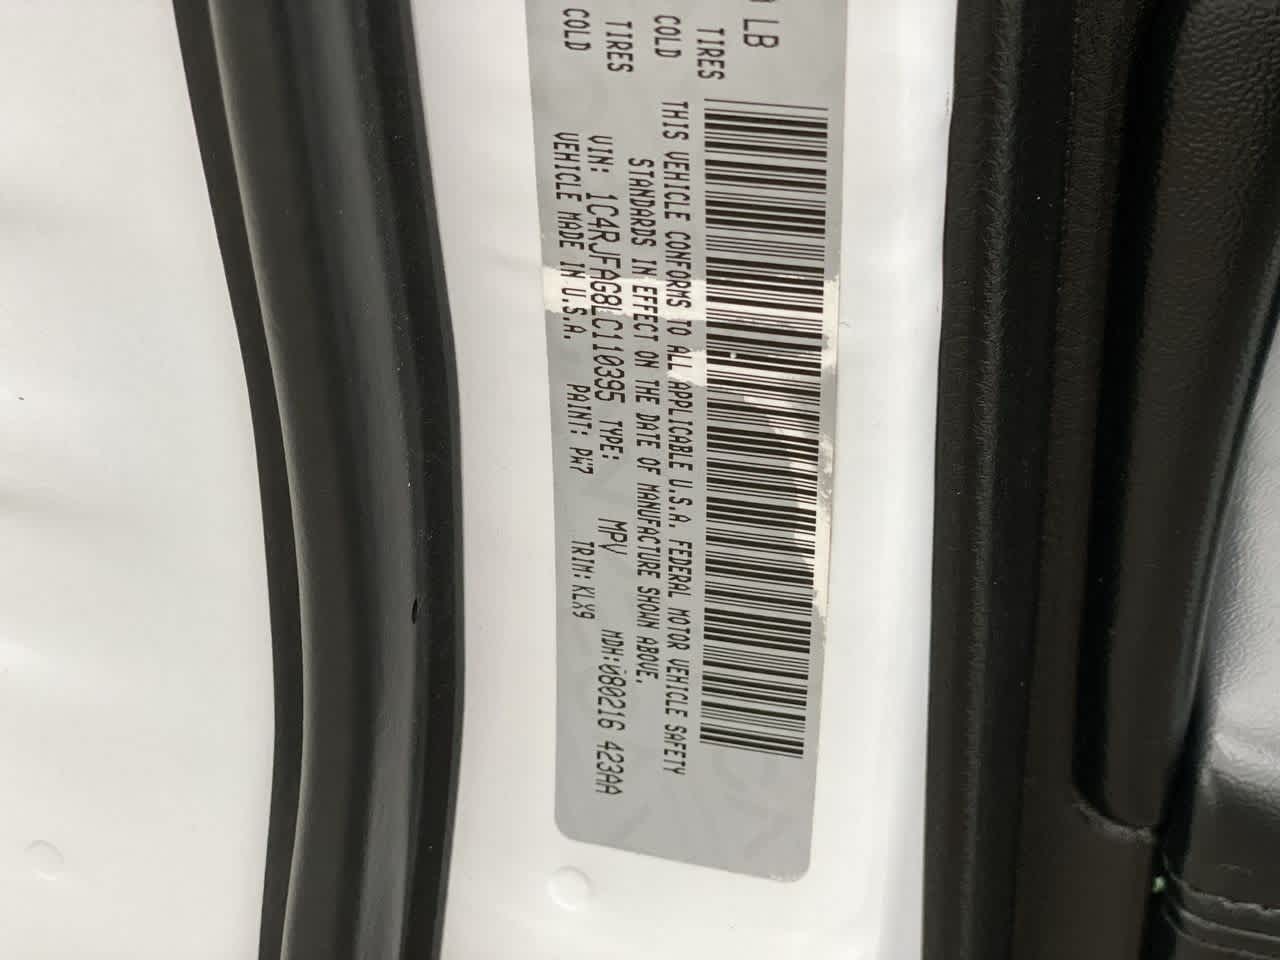 LB
TIRES
COLD
TIRES
COLD
THIS VEHICLE CONFORMS TO ALL APPLICABLE U.S.A. FEDERAL MOTOR VEHICLE SAFETY
STANDARDS IN EFFECT ON THE DATE OF MANUFACTURE SHOWN ABOVE.
VIN: 1C4RJFAG8LC110395 TYPE: MPV MDH:080216 423AA
VEHICLE MADE IN U.S.A. PAINT: PW7 TRIM: KLX9